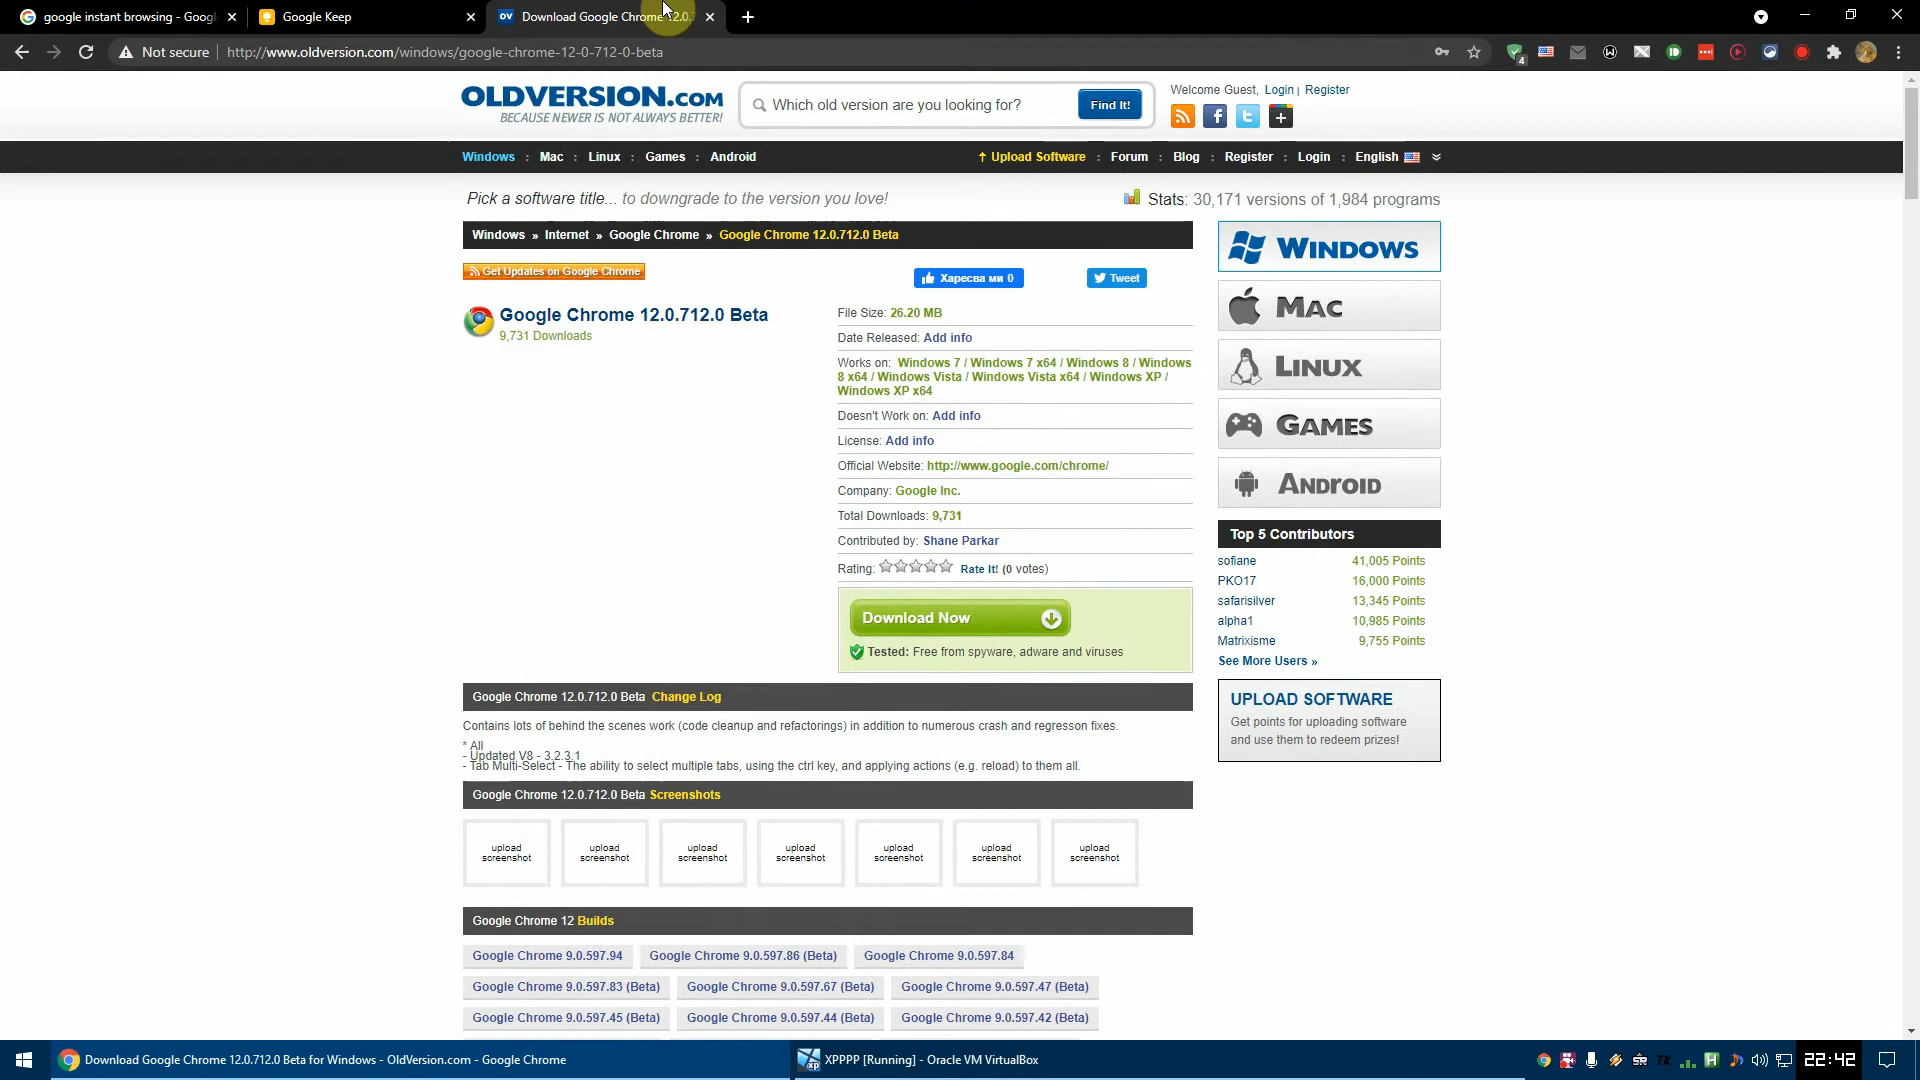 google instant browsing - Goog
Google Keep
Download Google Chrome 12.0.
Not secure
http://www.oldversion.com/windows/google-chrome-12-0-712-0-beta
4
OLDVERSION.COM
BECAUSE NEWER IS NOT ALWAYS BETTER!
Which old version are you looking for?
Find It!
Welcome Guest, Login | Register
Windows : Mac : Linux : Games : Android
↑ Upload Software : Forum : Blog : Register : Login : English
Pick a software title... to downgrade to the version you love!
Stats: 30,171 versions of 1,984 programs
Windows » Internet » Google Chrome » Google Chrome 12.0.712.0 Beta
Get Updates on Google Chrome
Харесва ми 0
Tweet
Google Chrome 12.0.712.0 Beta
9,731 Downloads
File Size: 26.20 MB
Date Released: Add info
Works on: Windows 7 / Windows 7 x64 / Windows 8 / Windows
8 x64 / Windows Vista / Windows Vista x64 / Windows XP /
Windows XP x64
Doesn't Work on: Add info
License: Add info
Official Website: http://www.google.com/chrome/
Company: Google Inc.
Total Downloads: 9,731
Contributed by: Shane Parkar
Rating: Rate It! (0 votes)
Download Now
Tested: Free from spyware, adware and viruses
WINDOWS
MAC
LINUX
GAMES
ANDROID
Top 5 Contributors
sofiane 41,005 Points
PKO17 16,000 Points
safarisilver 13,345 Points
alpha1 10,985 Points
Matrixisme 9,755 Points
See More Users »
UPLOAD SOFTWARE
Get points for uploading software
and use them to redeem prizes!
Google Chrome 12.0.712.0 Beta Change Log
Contains lots of behind the scenes work (code cleanup and refactorings) in addition to numerous crash and regresson fixes.
* All
- Updated V8 - 3.2.3.1
- Tab Multi-Select - The ability to select multiple tabs, using the ctrl key, and applying actions (e.g. reload) to them all.
Google Chrome 12.0.712.0 Beta Screenshots
upload screenshot
upload screenshot
upload screenshot
upload screenshot
upload screenshot
upload screenshot
upload screenshot
Google Chrome 12 Builds
Google Chrome 9.0.597.94
Google Chrome 9.0.597.86 (Beta)
Google Chrome 9.0.597.84
Google Chrome 9.0.597.83 (Beta)
Google Chrome 9.0.597.67 (Beta)
Google Chrome 9.0.597.47 (Beta)
Google Chrome 9.0.597.45 (Beta)
Google Chrome 9.0.597.44 (Beta)
Google Chrome 9.0.597.42 (Beta)
Download Google Chrome 12.0.712.0 Beta for Windows - OldVersion.com - Google Chrome
XPPPP [Running] - Oracle VM VirtualBox
22:42